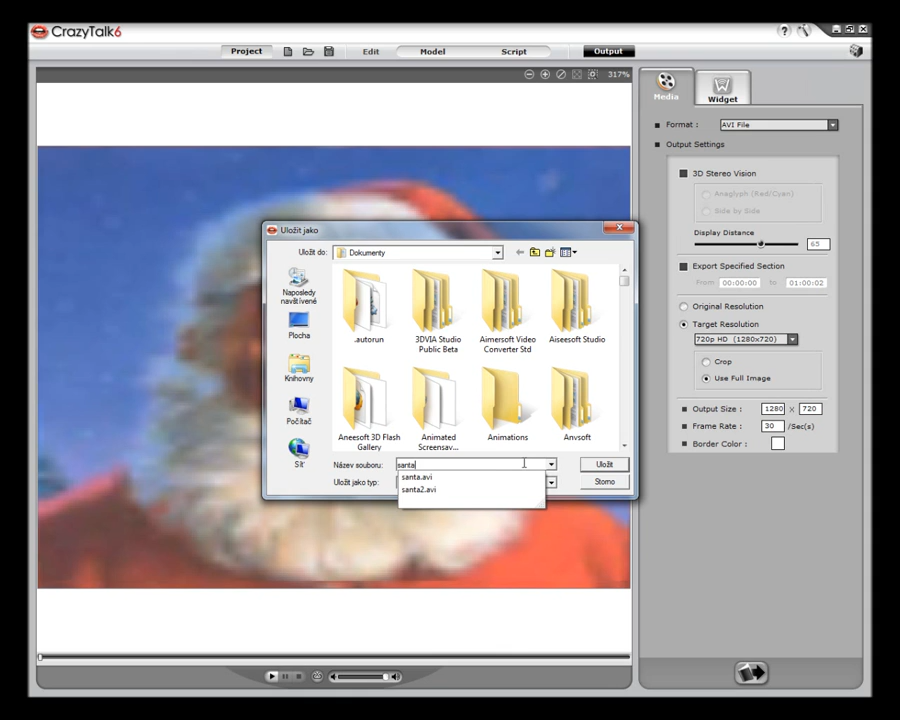 CrazyTalk6
Project
Edit
Model
Script
Output
317%
Media
Widget
Format :
AVI File
Output Settings
3D Stereo Vision
Anaglyph (Red/Cyan)
Side by Side
Display Distance
65
Export Specified Section
From 00:00:00 to 01:00:02
Original Resolution
Target Resolution
720p HD (1280x720)
Crop
Use Full Image
Output Size : 1280 X 720
Frame Rate : 30 /Sec(s)
Border Color :
Uložit jako
Uložit do: Dokumenty
Naposledy
navštívené
Plocha
Knihovny
Počítač
Síť
.autorun
3DVIA Studio
Public Beta
Aimersoft Video
Converter Std
Aiseesoft Studio
Aneesoft 3D Flash
Gallery
Animated
Screensav...
Animations
Anvsoft
Název souboru: santa
Uložit
santa.avi
santa2.avi
Uložit jako typ:
Storno